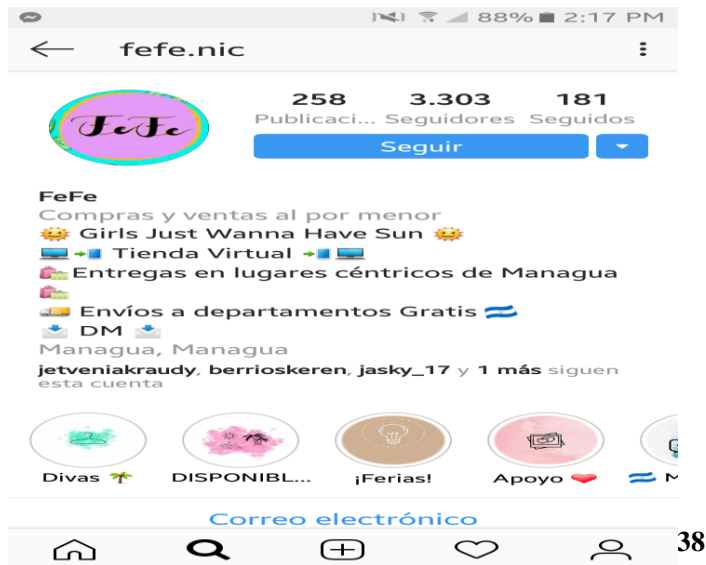 88% 2:17 PM
fefe.nic
258 3.303 181
Publicaci... Seguidores Seguidos
FeFe
Seguir
FeFe
Compras y ventas al por menor
🌞 Girls Just Wanna Have Sun 🌞
💻📲 Tienda Virtual 📲💻
🛍Entregas en lugares céntricos de Managua
🛍
🚚 Envíos a departamentos Gratis 🇳🇮
📩 DM 📩
Managua, Managua
jetveniakraudy, berrioskeren, jasky_17 y 1 más siguen
esta cuenta
Divas 🌴 DISPONIBL... ¡Ferias! Apoyo ❤ 🇳🇮 M
Correo electrónico
38